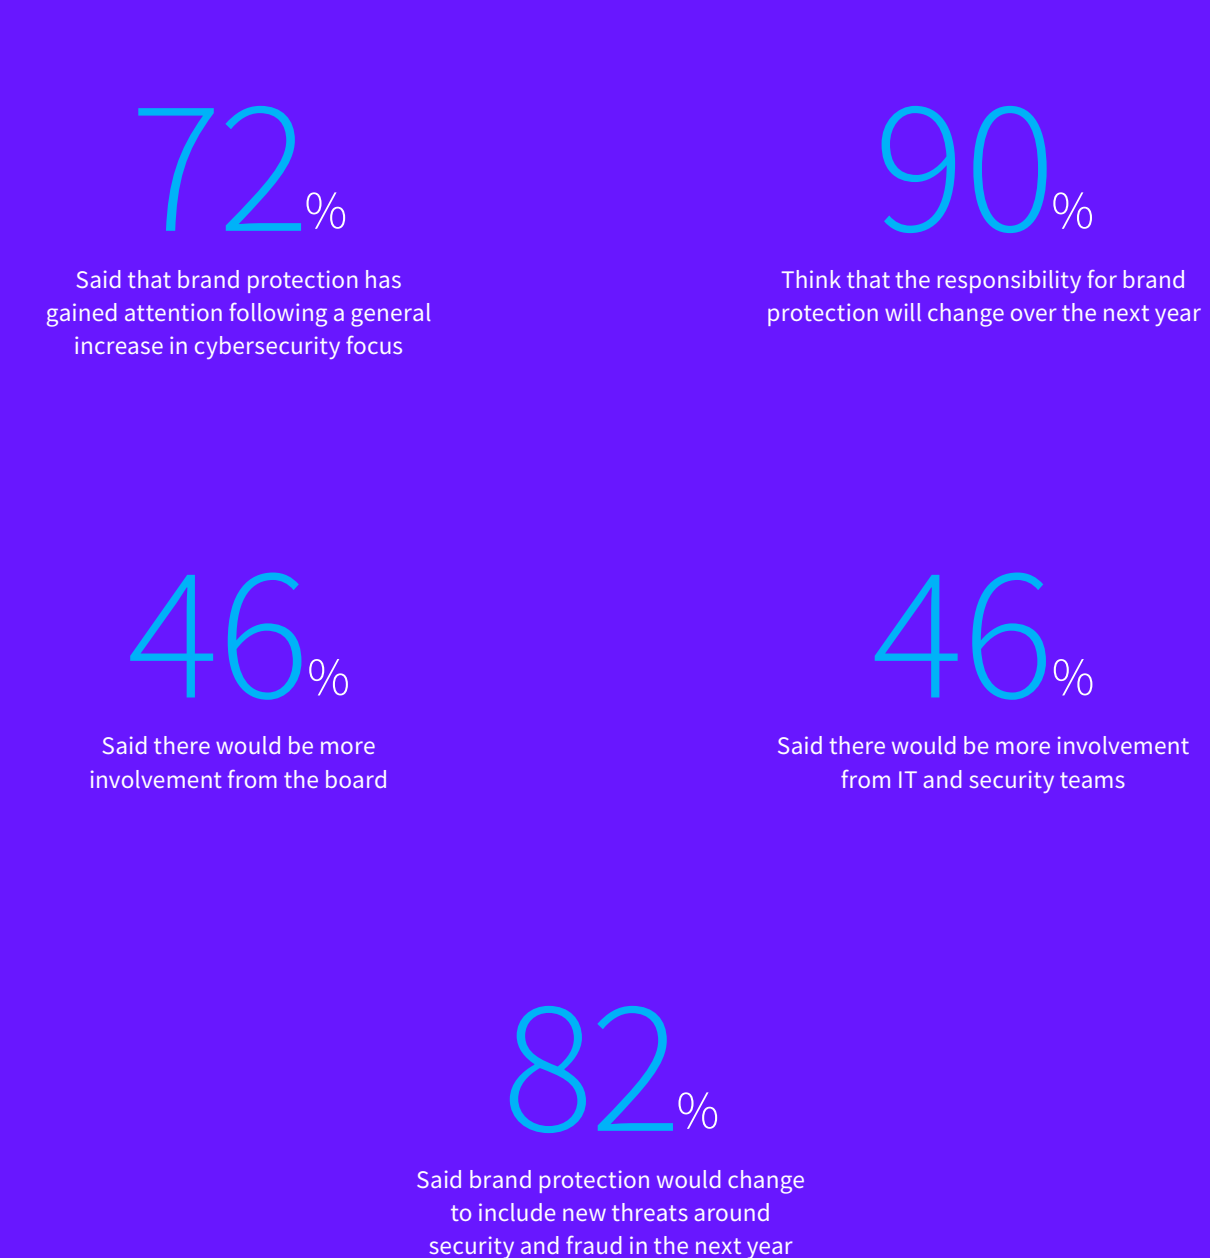 72%
Said that brand protection has
gained attention following a general
increase in cybersecurity focus
90%
Think that the responsibility for brand
protection will change over the next year
46%
Said there would be more
involvement from the board
46%
Said there would be more involvement
from IT and security teams
82%
Said brand protection would change
to include new threats around
security and fraud in the next year